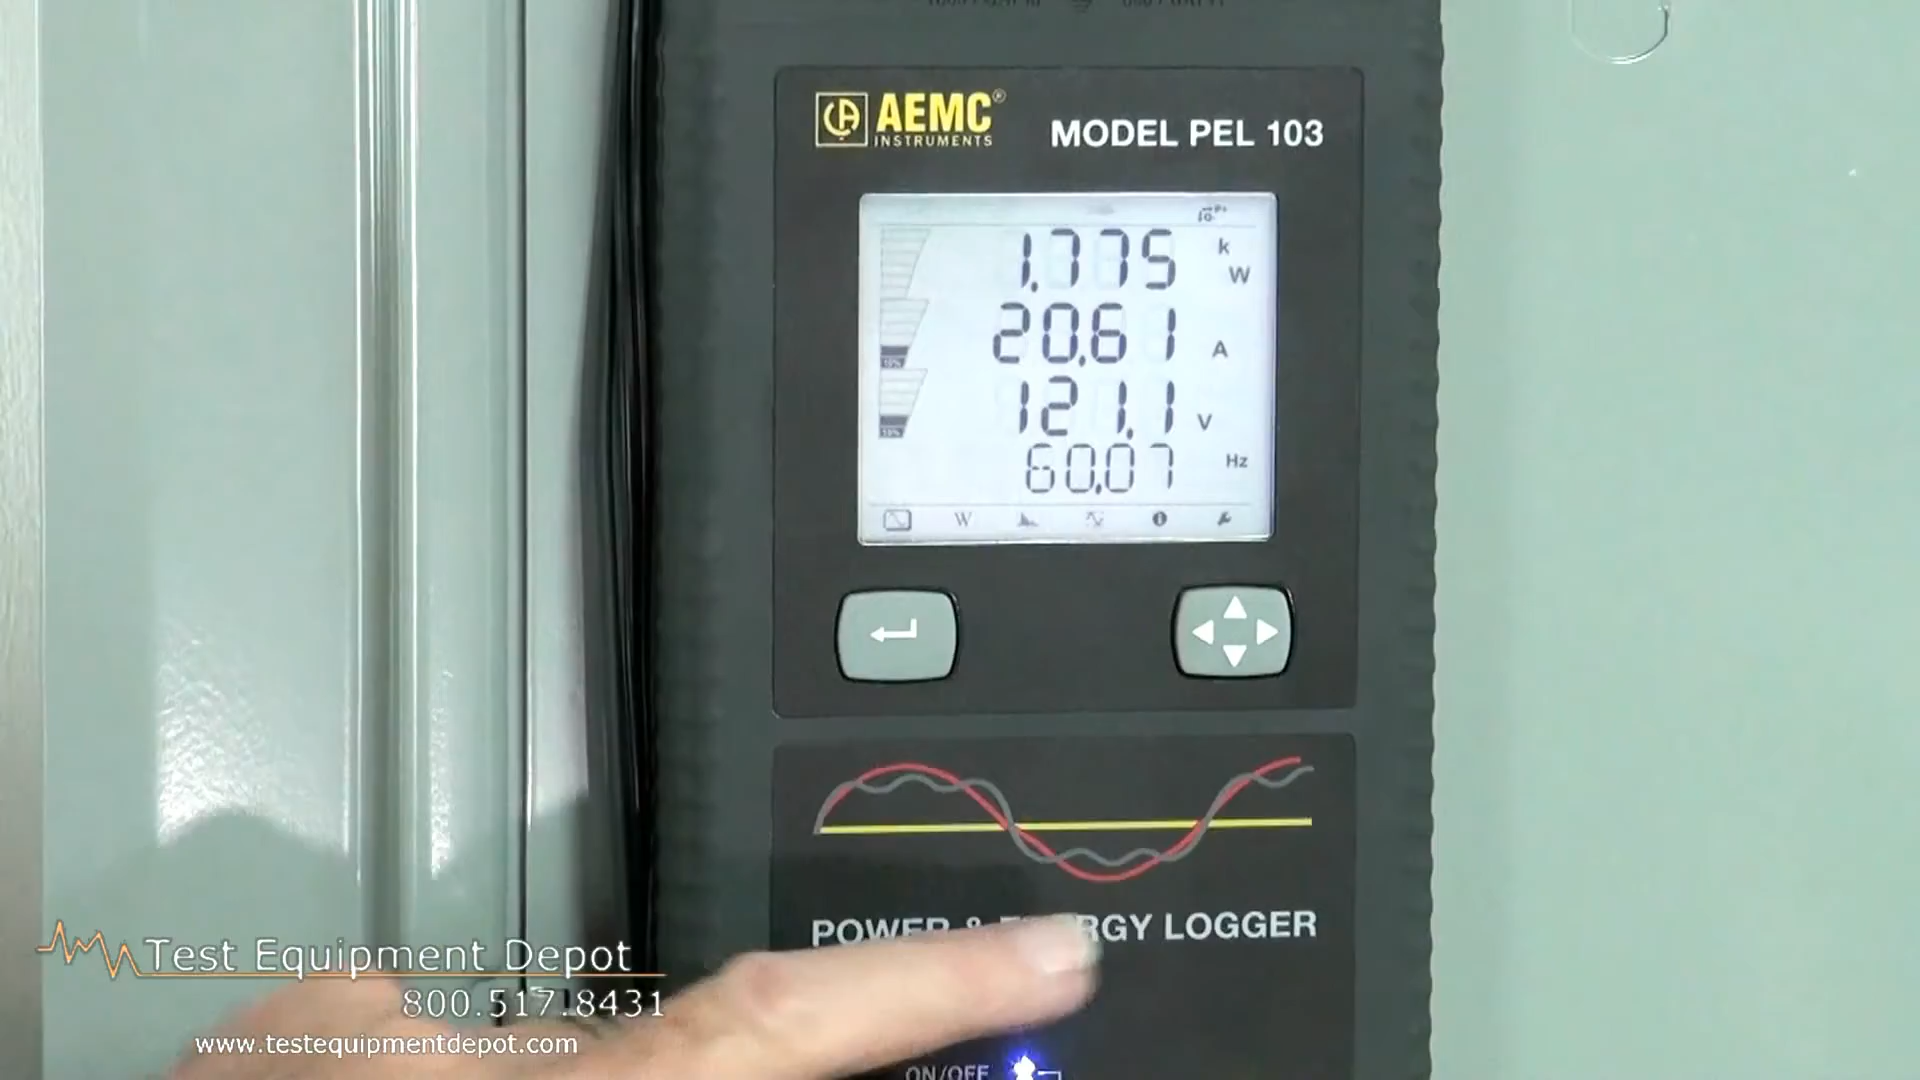 AEMC®
INSTRUMENTS
MODEL PEL 103
1.775 k W
20.61 A
121.1 V
60.07 Hz
W
POWER & ENERGY LOGGER
Test Equipment Depot
800.517.8431
www.testequipmentdepot.com
ON/OFF